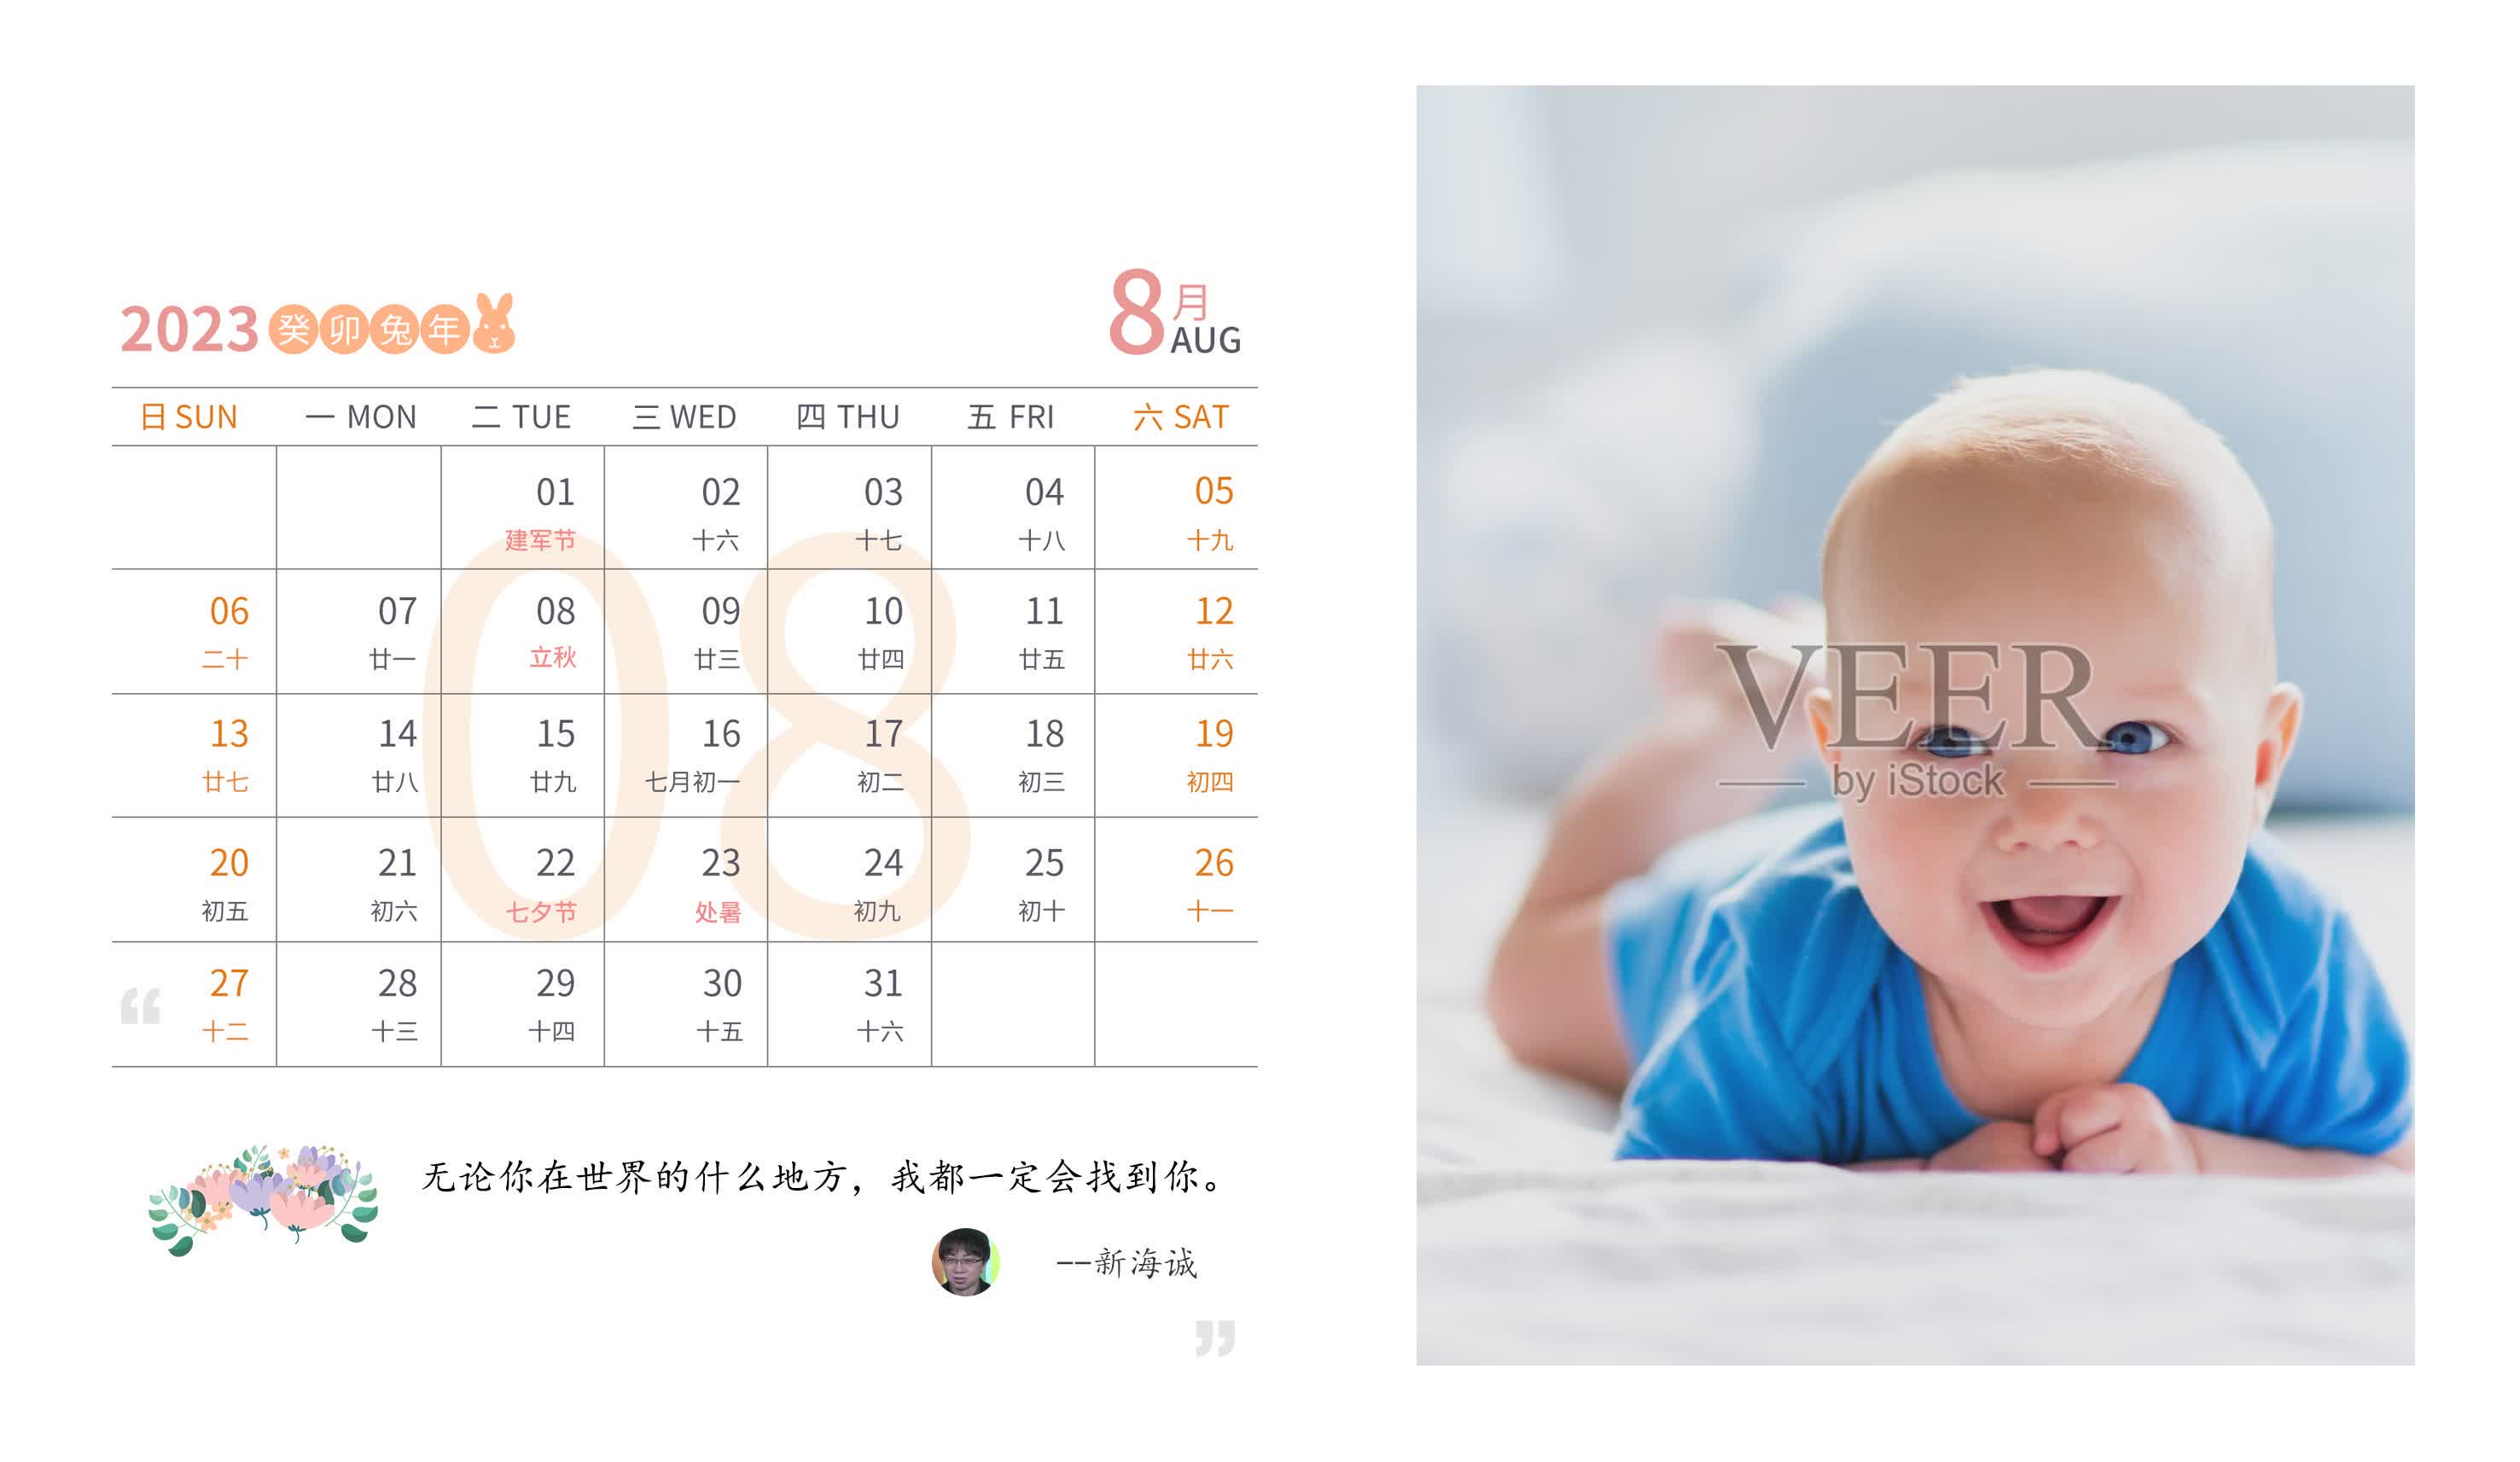 2023 癸卯兔年
8月
AUG
日 SUN 一 MON 二 TUE 三 WED 四 THU 五 FRI 六 SAT
01 02 03 04 05
建军节 十六 十七 十八 十九
06 07 08 09 10 11 12
二十 廿一 立秋 廿三 廿四 廿五 廿六
13 14 15 16 17 18 19
廿七 廿八 廿九 七月初一 初二 初三 初四
20 21 22 23 24 25 26
初五 初六 七夕节 处暑 初九 初十 十一
27 28 29 30 31
十二 十三 十四 十五 十六
08
“
无论你在世界的什么地方，我都一定会找到你。
--新海诚
”
VEER
by iStock